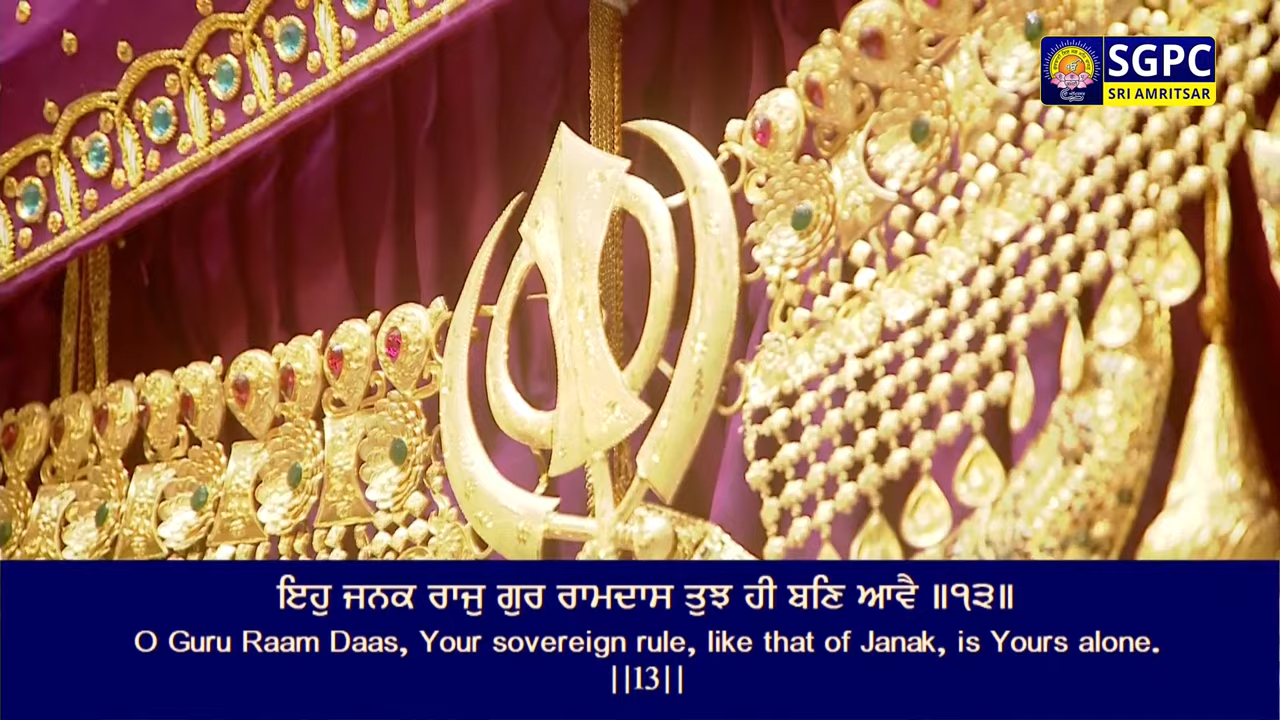 SGPC
SRI AMRITSAR
ਇਹੁ ਜਨਕ ਰਾਜੁ ਗੁਰ ਰਾਮਦਾਸ ਤੁਝ ਹੀ ਬਣਿ ਆਵੈ ॥੧੩॥
O Guru Raam Daas, Your sovereign rule, like that of Janak, is Yours alone.
||13||